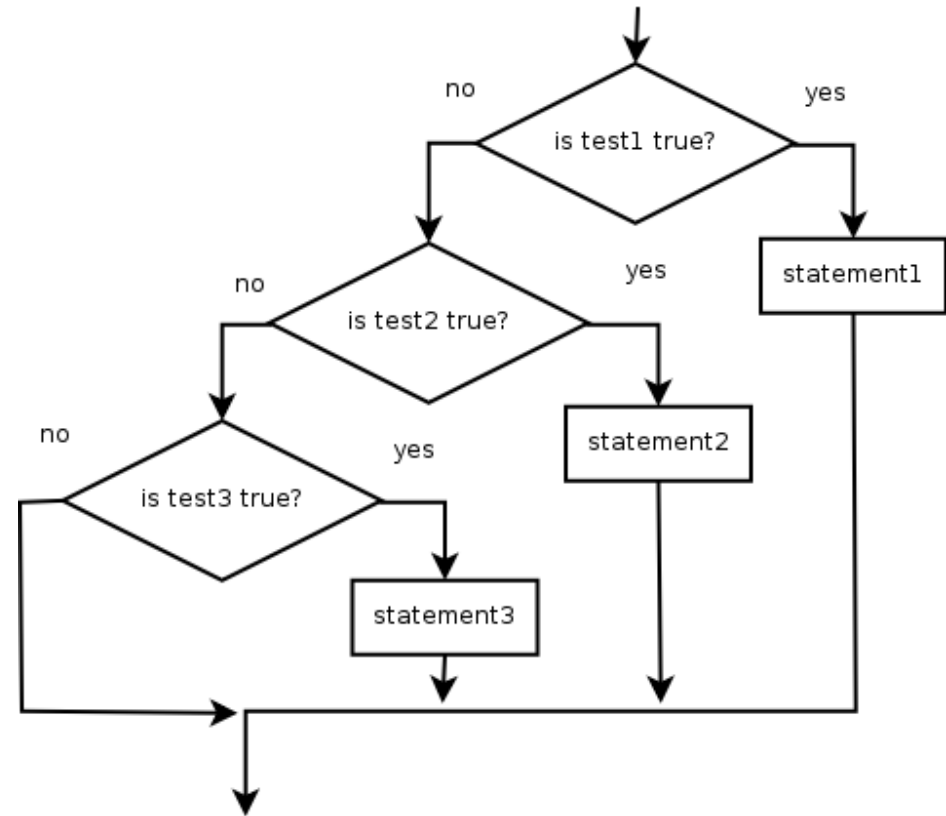 no
yes
is test1 true?
statement1
no
yes
is test2 true?
statement2
no
yes
is test3 true?
statement3